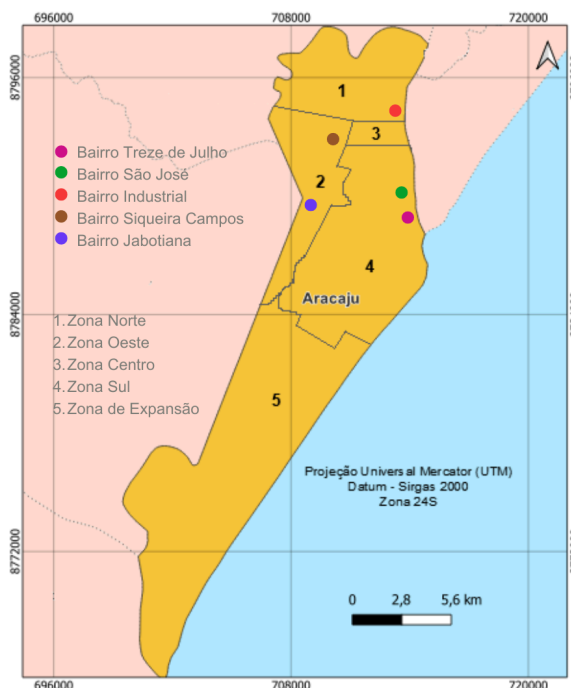 696000 708000 720000
8796000
1
3
Bairro Treze de Julho
Bairro São José
Bairro Industrial
Bairro Siqueira Campos
Bairro Jabotiana
2
4
Aracaju
8784000
1.Zona Norte
2.Zona Oeste
3.Zona Centro
4.Zona Sul
5.Zona de Expansão
5
Projeção Universal Mercator (UTM)
Datum - Sirgas 2000
Zona 24S
8772000
0 2,8 5,6 km
696000 708000 720000